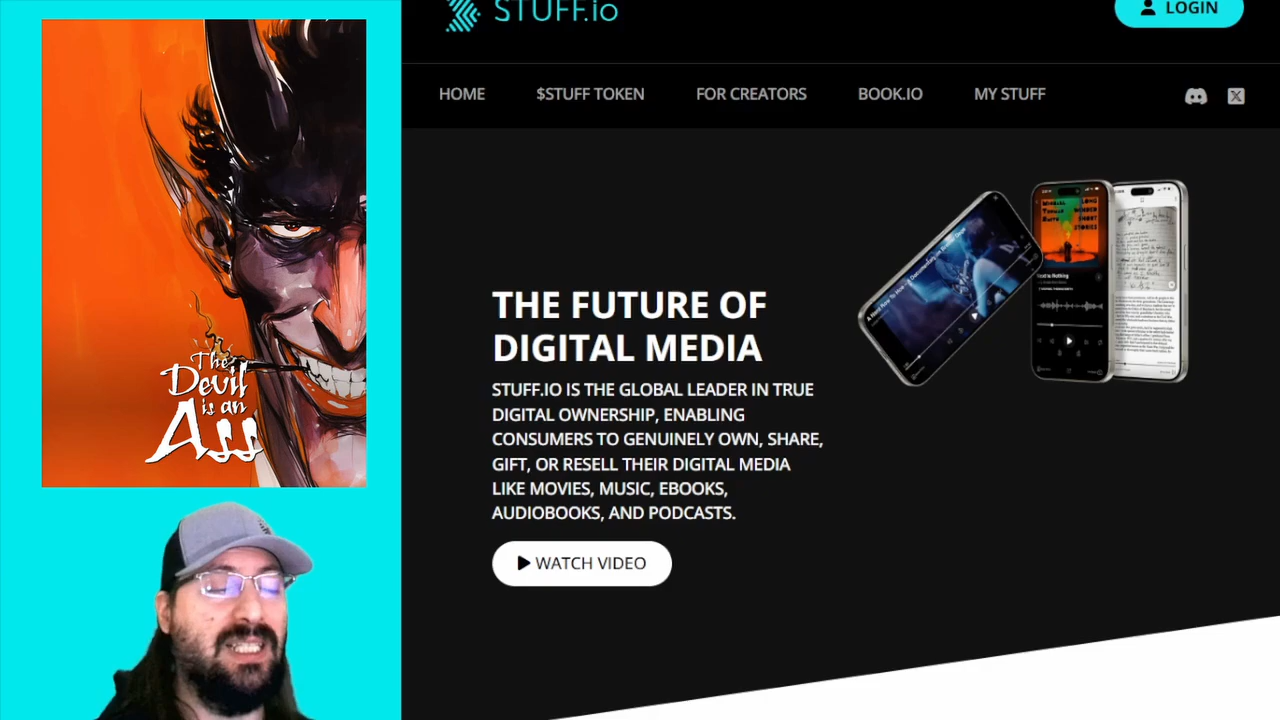 STUFF.io
LOGIN
HOME
$STUFF TOKEN
FOR CREATORS
BOOK.IO
MY STUFF
The
Devil
is an
Ass
THE FUTURE OF
DIGITAL MEDIA
STUFF.IO IS THE GLOBAL LEADER IN TRUE
DIGITAL OWNERSHIP, ENABLING
CONSUMERS TO GENUINELY OWN, SHARE,
GIFT, OR RESELL THEIR DIGITAL MEDIA
LIKE MOVIES, MUSIC, EBOOKS,
AUDIOBOOKS, AND PODCASTS.
WATCH VIDEO